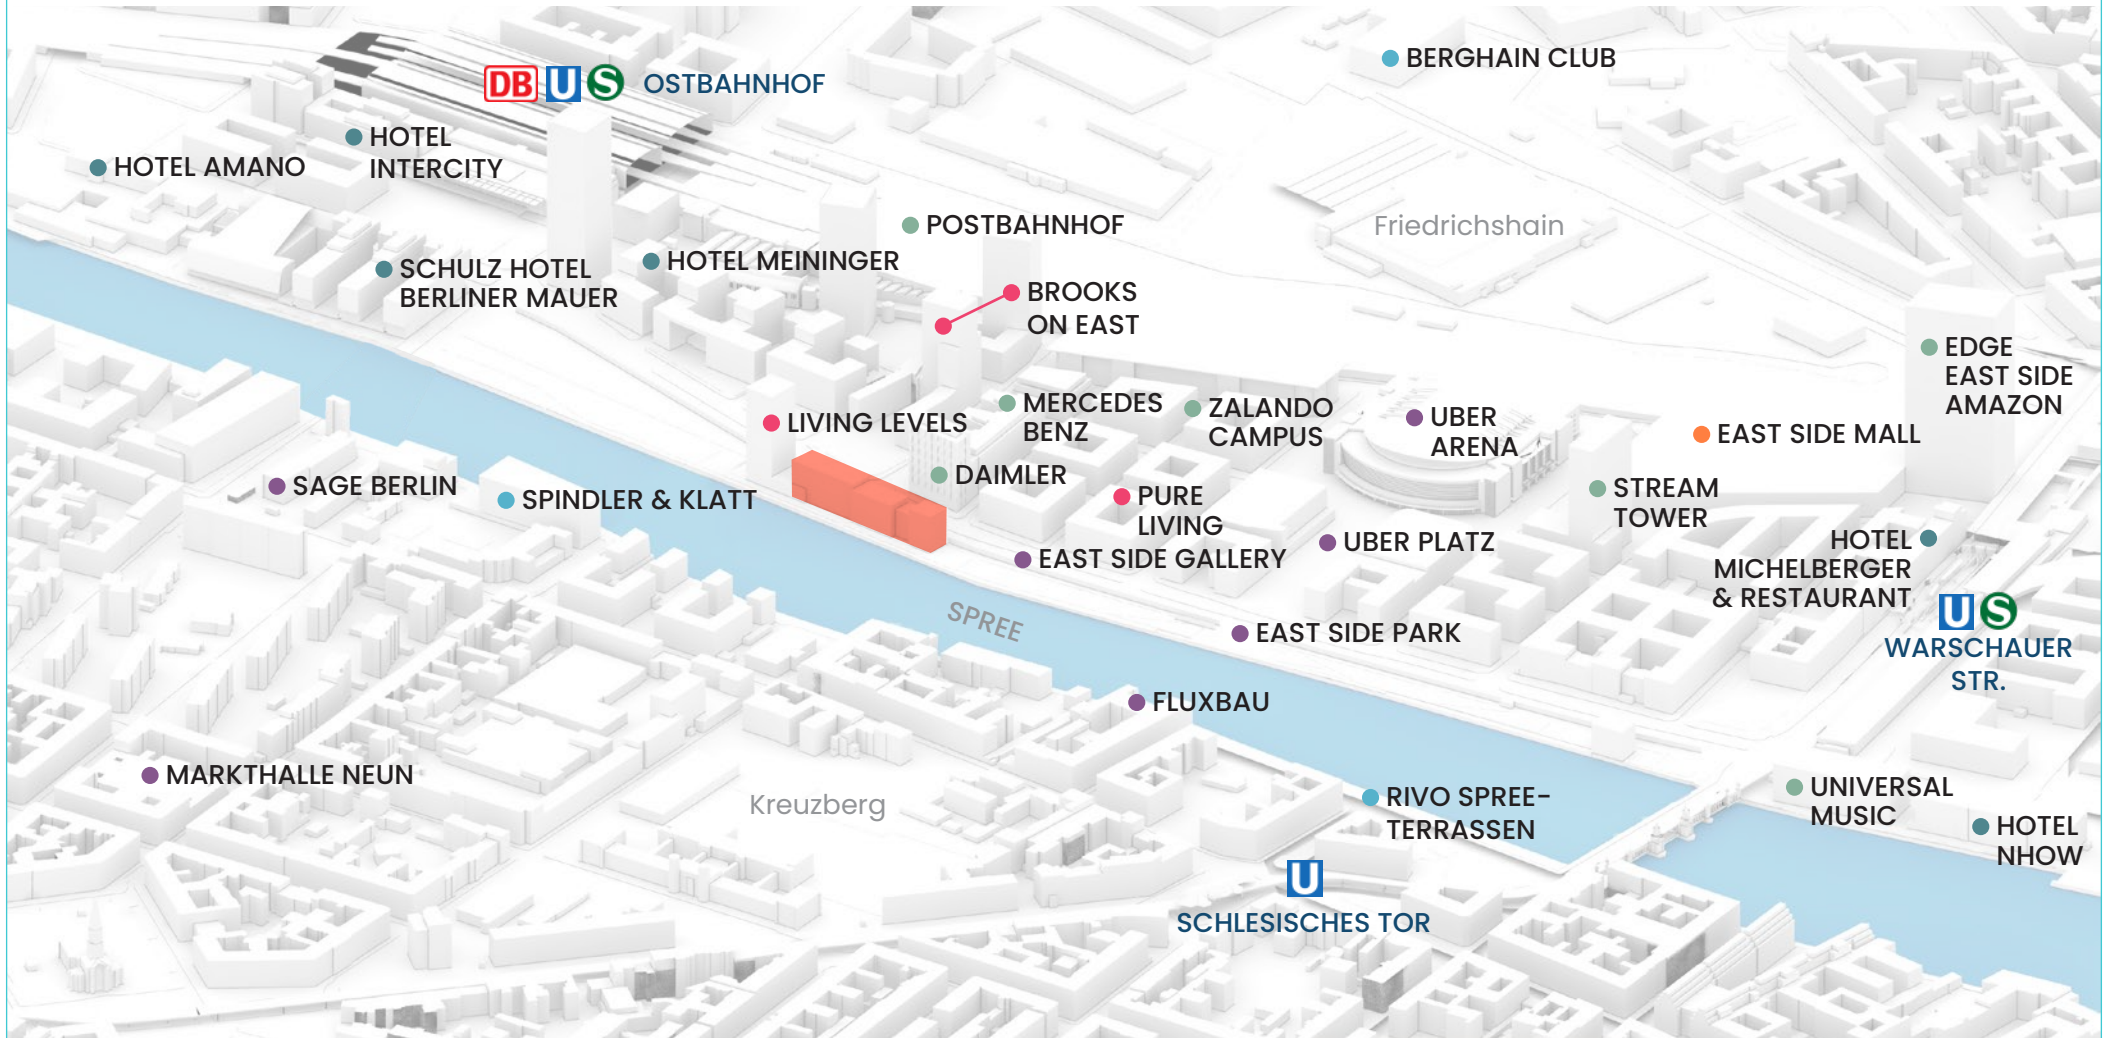 BERGHAIN CLUB
DB U S OSTBAHNHOF
HOTEL
INTERCITY
HOTEL AMANO
POSTBAHNHOF
Friedrichshain
HOTEL MEININGER
SCHULZ HOTEL
BERLINER MAUER
BROOKS
ON EAST
EDGE
EAST SIDE
AMAZON
MERCEDES
BENZ
ZALANDO
CAMPUS
UBER
ARENA
LIVING LEVELS
EAST SIDE MALL
DAIMLER
SAGE BERLIN
SPINDLER & KLATT
PURE
LIVING
STREAM
TOWER
EAST SIDE GALLERY
UBER PLATZ
HOTEL
MICHELBERGER
& RESTAURANT
U S
WARSCHAUER
STR.
SPREE
EAST SIDE PARK
FLUXBAU
MARKTHALLE NEUN
Kreuzberg
RIVO SPREE-
TERRASSEN
UNIVERSAL
MUSIC
HOTEL
NHOW
U
SCHLESISCHES TOR